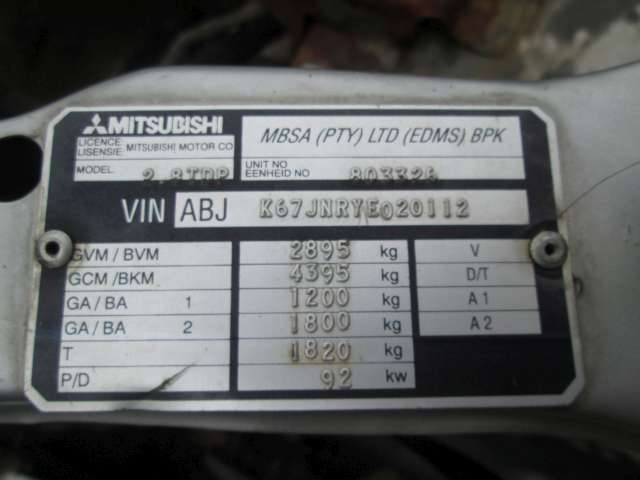 MITSUBISHI
MBSA (PTY) LTD (EDMS) BPK
LICENCE
LISENSIE MITSUBISHI MOTOR CO
MODEL 2.8TDP
UNIT NO
EENHEID NO 803326
VIN ABJ K67JNRYE020112
GVM / BVM 2895 kg V
GCM /BKM 4395 kg D/T
GA / BA 1 1200 kg A 1
GA / BA 2 1800 kg A 2
T 1820 kg
P/D 92 kw